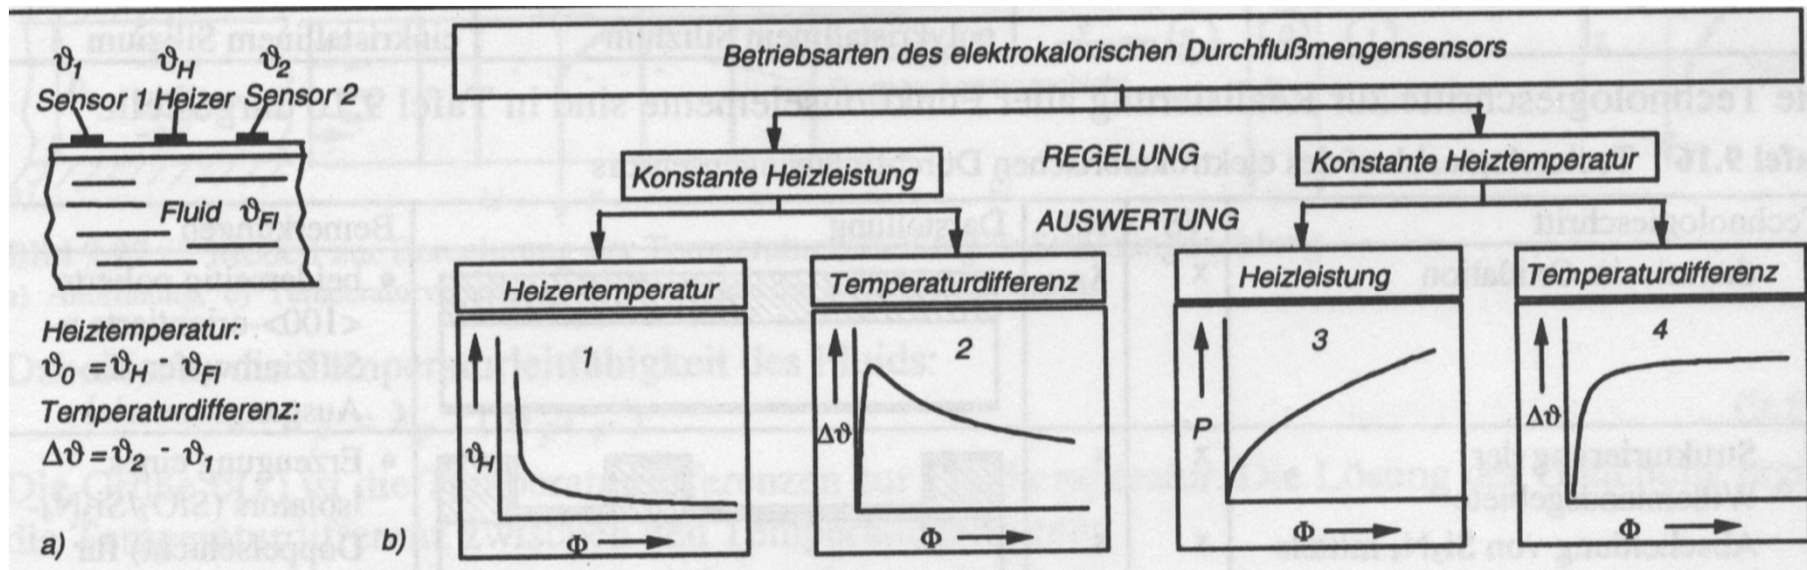 ϑ1 ϑH ϑ2
Sensor 1 Heizer Sensor 2
Fluid ϑFl
Heiztemperatur:
ϑo = ϑH - ϑFl
Temperaturdifferenz:
Δϑ = ϑ2 - ϑ1
a)
b)
Betriebsarten des elektrokalorischen Durchflußmengensensors
REGELUNG
Konstante Heizleistung
Konstante Heiztemperatur
AUSWERTUNG
Heizertemperatur
1
ϑH
Φ
Temperaturdifferenz
2
Δϑ
Φ
Heizleistung
3
P
Φ
Temperaturdifferenz
4
Δϑ
Φ